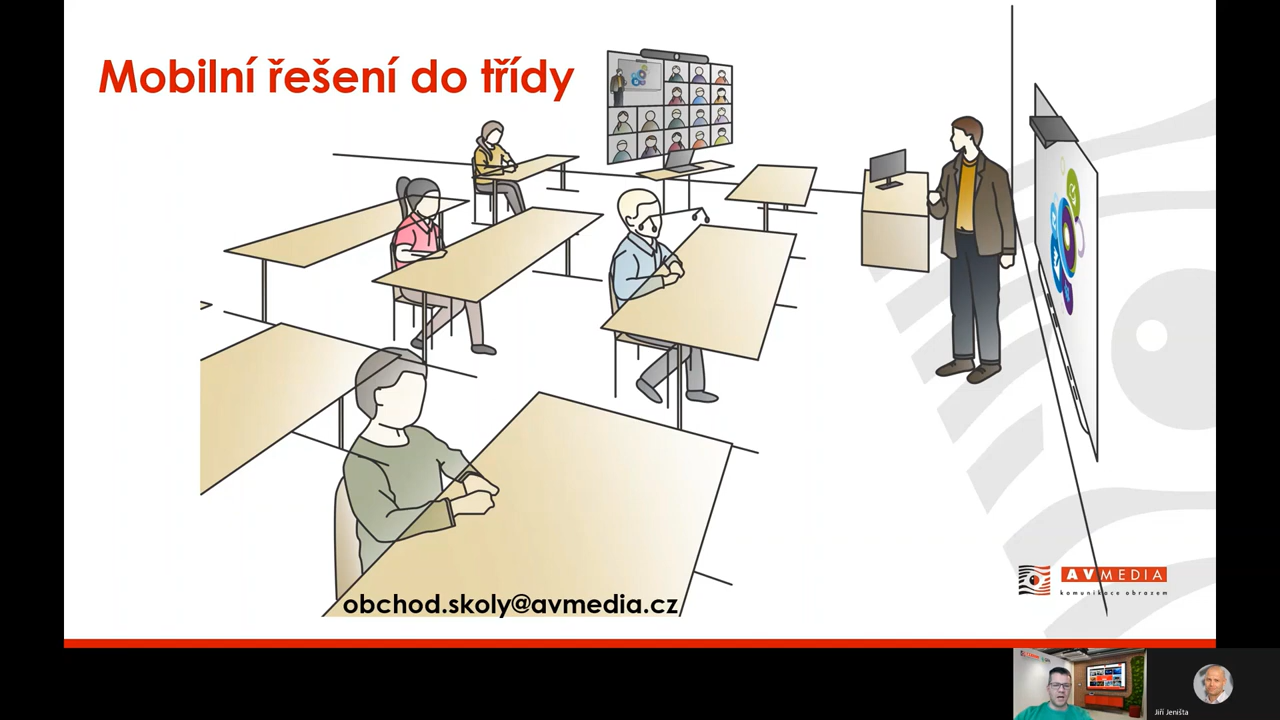 Mobilní řešení do třídy
obchod.skoly@avmedia.cz
AVMEDIA
komunikace obrazem
Jiří Jeništa